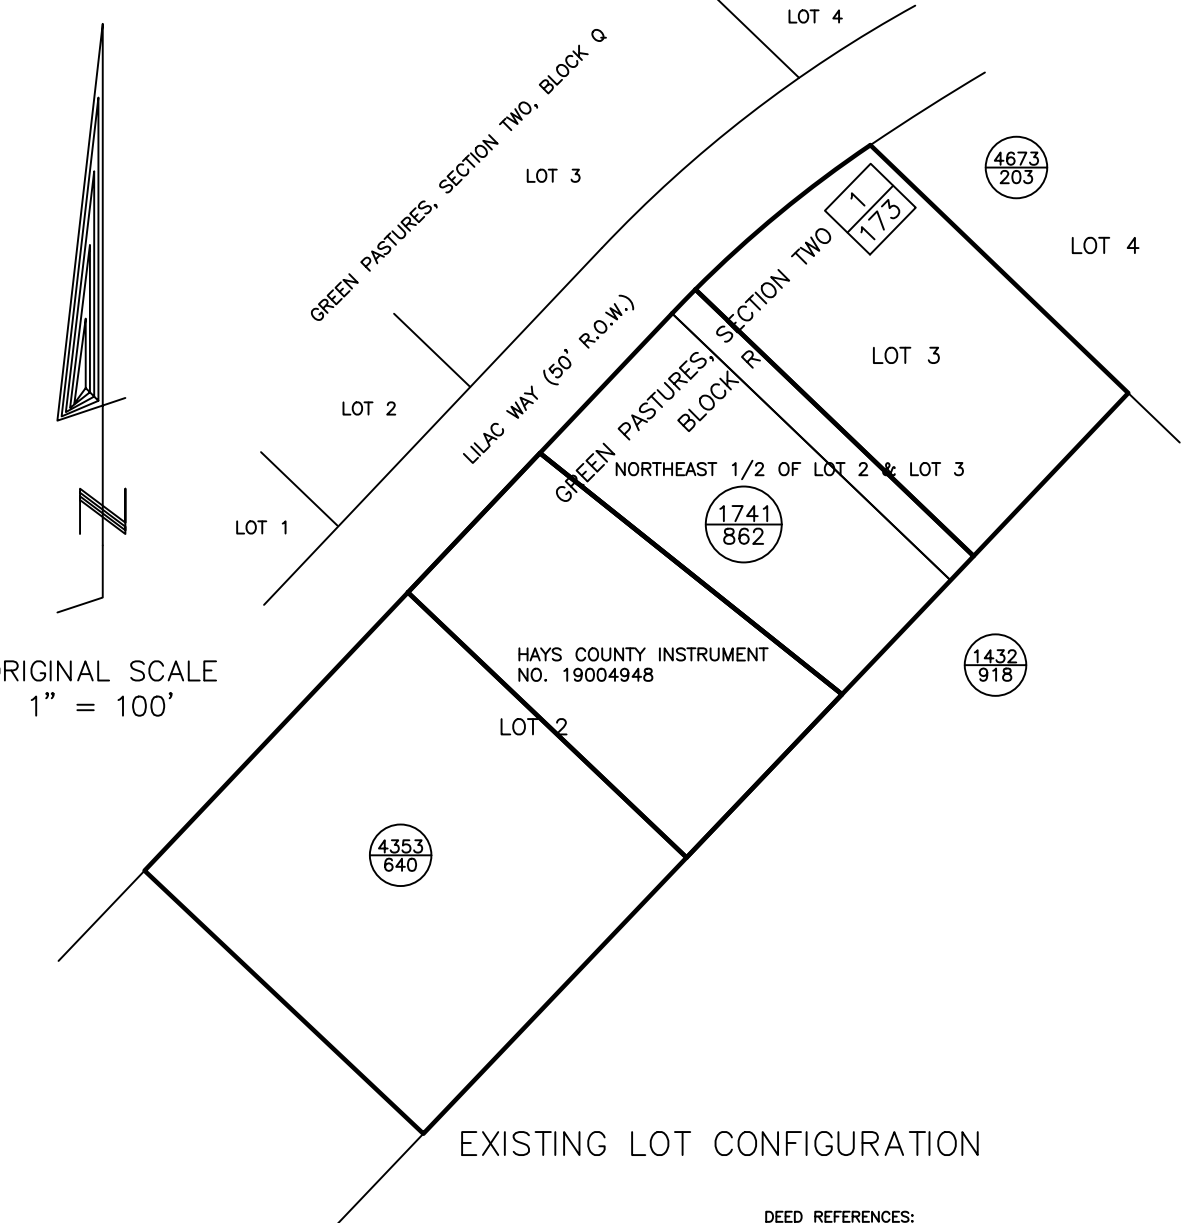 LOT 4
GREEN PASTURES, SECTION TWO, BLOCK Q
LOT 3
4673
203
1
173
LOT 4
LILAC WAY (50' R.O.W.)
GREEN PASTURES, SECTION TWO
BLOCK R
LOT 3
LOT 2
NORTHEAST 1/2 OF LOT 2 & LOT 3
1741
862
LOT 1
N
HAYS COUNTY INSTRUMENT
NO. 19004948
1432
918
RIGINAL SCALE
1" = 100'
LOT 2
4353
640
EXISTING LOT CONFIGURATION
DEED REFERENCES: